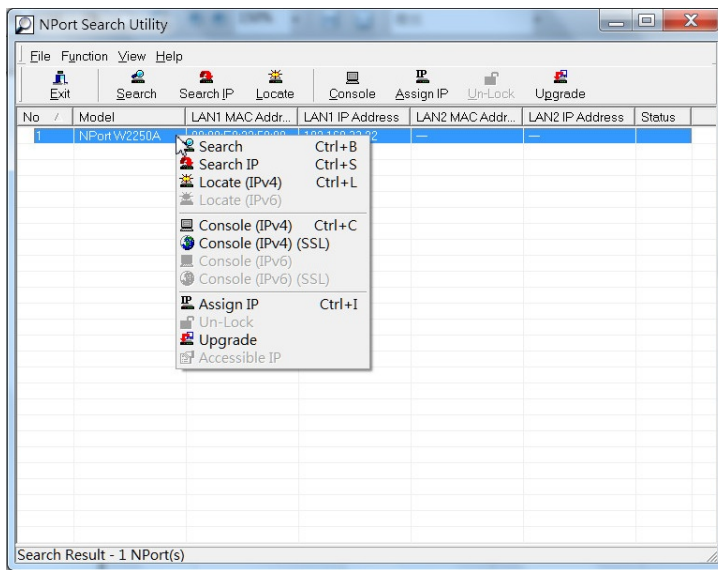 NPort Search Utility
File Function View Help
Exit Search Search IP Locate Console Assign IP Un-Lock Upgrade
No / Model LAN1 MAC Addr... LAN1 IP Address LAN2 MAC Addr... LAN2 IP Address Status
1 NPort W2250A — —
Search Ctrl+B
Search IP Ctrl+S
Locate (IPv4) Ctrl+L
Locate (IPv6)
Console (IPv4) Ctrl+C
Console (IPv4) (SSL)
Console (IPv6)
Console (IPv6) (SSL)
Assign IP Ctrl+I
Un-Lock
Upgrade
Accessible IP
Search Result - 1 NPort(s)